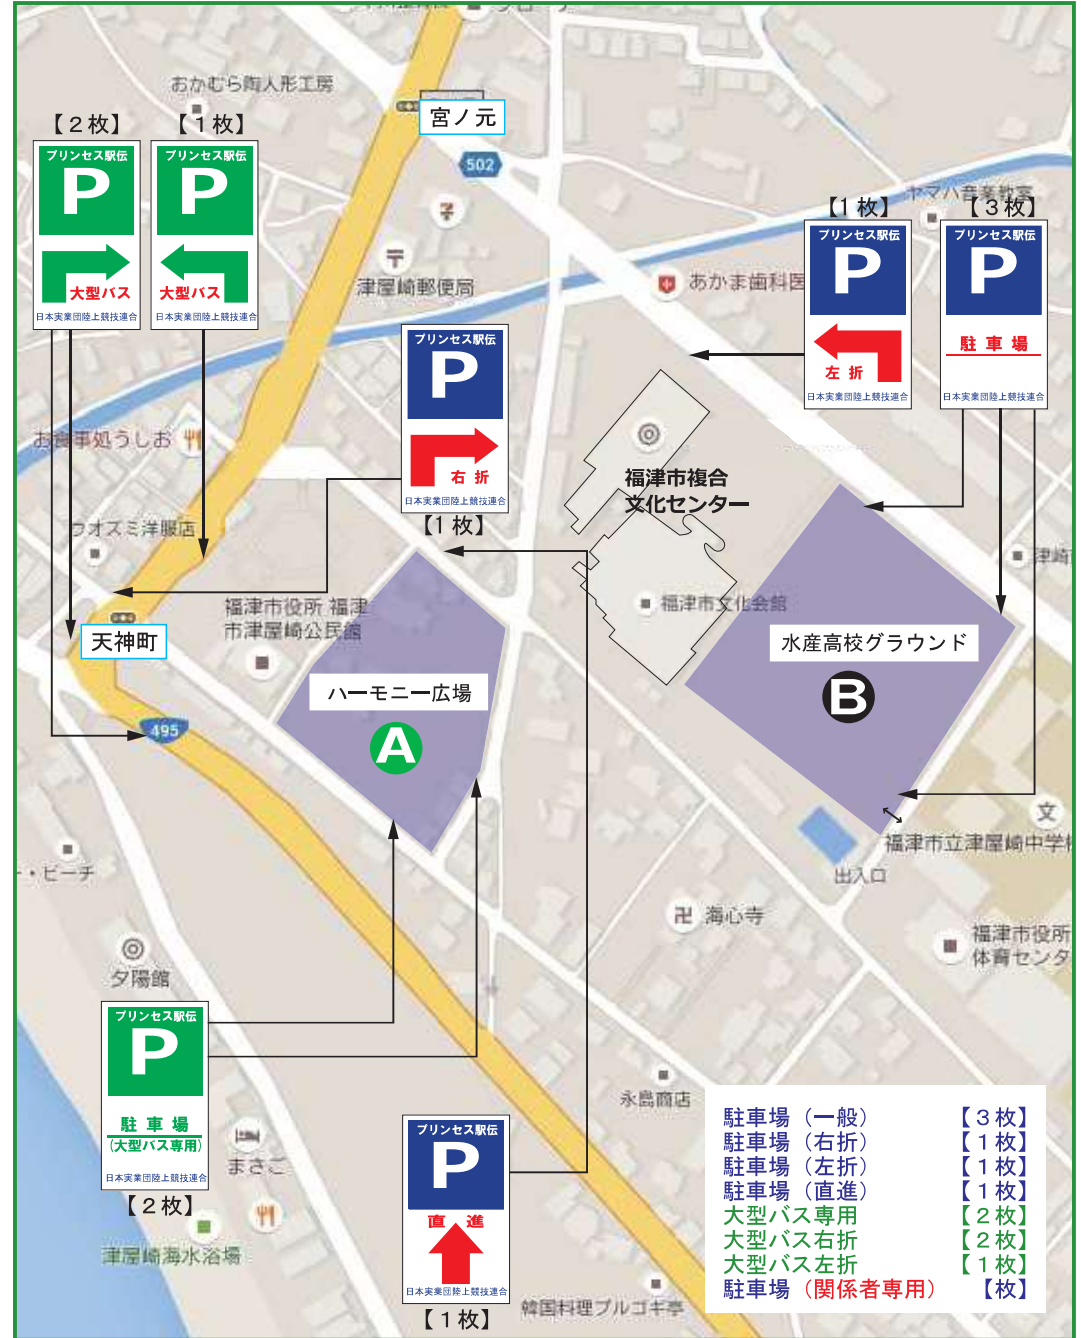 おかむら陶人形工房
宮ノ元
502
【２枚】
【１枚】
プリンセス駅伝
P
大型バス
日本実業団陸上競技連合
プリンセス駅伝
P
大型バス
日本実業団陸上競技連合
津屋崎郵便局
ヤマハ音楽教室
あかま歯科医
【1枚】
【３枚】
プリンセス駅伝
P
左折
日本実業団陸上競技連合
プリンセス駅伝
P
駐車場
日本実業団陸上競技連合
プリンセス駅伝
P
右折
日本実業団陸上競技連合
【１枚】
お食事処うしお
ウオズミ洋服店
福津市複合
文化センター
福津市文化会館
津崎
福津市役所 福津
市津屋崎公民館
天神町
495
ハーモニー広場
A
水産高校グラウンド
B
文
福津市立津屋崎中学校
出入口
・ビーチ
海心寺
福津市役所
体育センタ
夕陽館
プリンセス駅伝
P
駐車場
(大型バス専用)
日本実業団陸上競技連合
【２枚】
まさご
津屋崎海水浴場
永島商店
プリンセス駅伝
P
直進
日本実業団陸上競技連合
【１枚】
韓国料理プルコギ亭
駐車場（一般）【３枚】
駐車場（右折）【１枚】
駐車場（左折）【１枚】
駐車場（直進）【１枚】
大型バス専用【２枚】
大型バス右折【２枚】
大型バス左折【１枚】
駐車場（関係者専用）【枚】